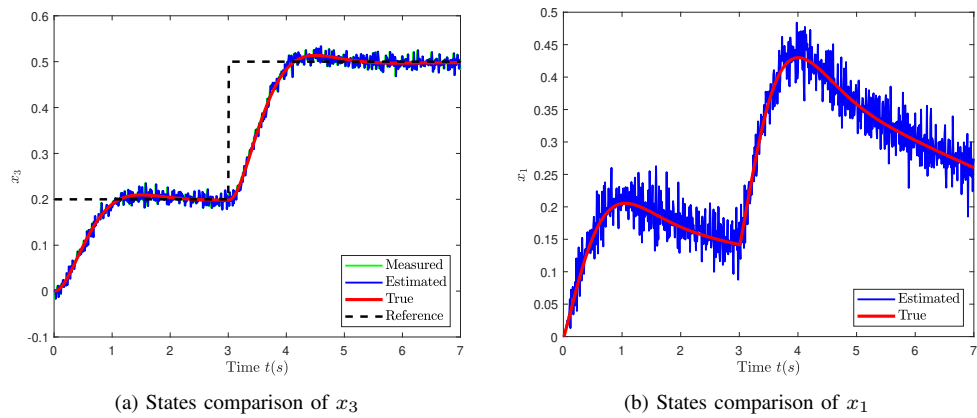 0.6
0.5
0.4
0.3
0.2
0.1
0
-0.1
x₃
0 1 2 3 4 5 6 7
Time t(s)
Measured
Estimated
True
Reference
(a) States comparison of x₃
0.5
0.45
0.4
0.35
0.3
0.25
0.2
0.15
0.1
0.05
0
x₁
0 1 2 3 4 5 6 7
Time t(s)
Estimated
True
(b) States comparison of x₁